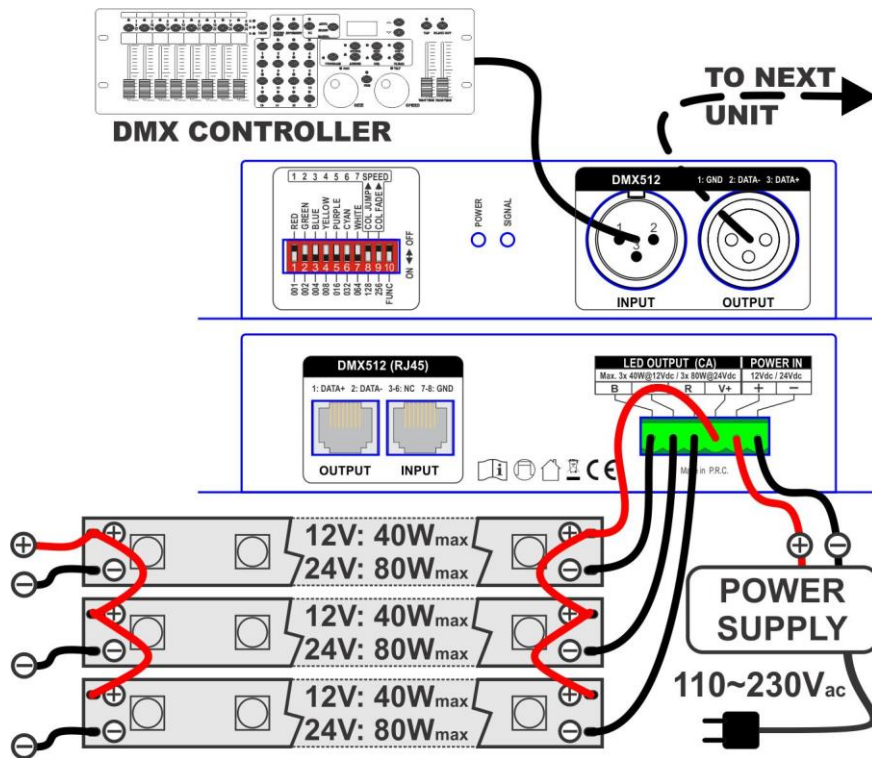 DMX CONTROLLER
TO NEXT
UNIT
1 2 3 4 5 6 7 SPEED
RED
GREEN
BLUE
YELLOW
PURPLE
CYAN
WHITE
COL JUMP
COL FADE
ON OFF
1 2 3 4 5 6 7 8 9 10
001
002
004
008
016
032
064
128
256
FUNC
POWER
SIGNAL
DMX512 1: GND 2: DATA- 3: DATA+
1 2
3
INPUT OUTPUT
DMX512 (RJ45)
1: DATA+ 2: DATA- 3-6: NC 7-8: GND
OUTPUT INPUT
LED OUTPUT (CA) POWER IN
Max. 3x 40W@12Vdc / 3x 80W@24Vdc 12Vdc / 24Vdc
B R V+ + −
i CE
in P.R.C.
+ + + 12V: 40Wmax
− − − 24V: 80Wmax
+ + 12V: 40Wmax
− − − 24V: 80Wmax
+ + 12V: 40Wmax
− − − 24V: 80Wmax
+ −
POWER
SUPPLY
110~230Vac